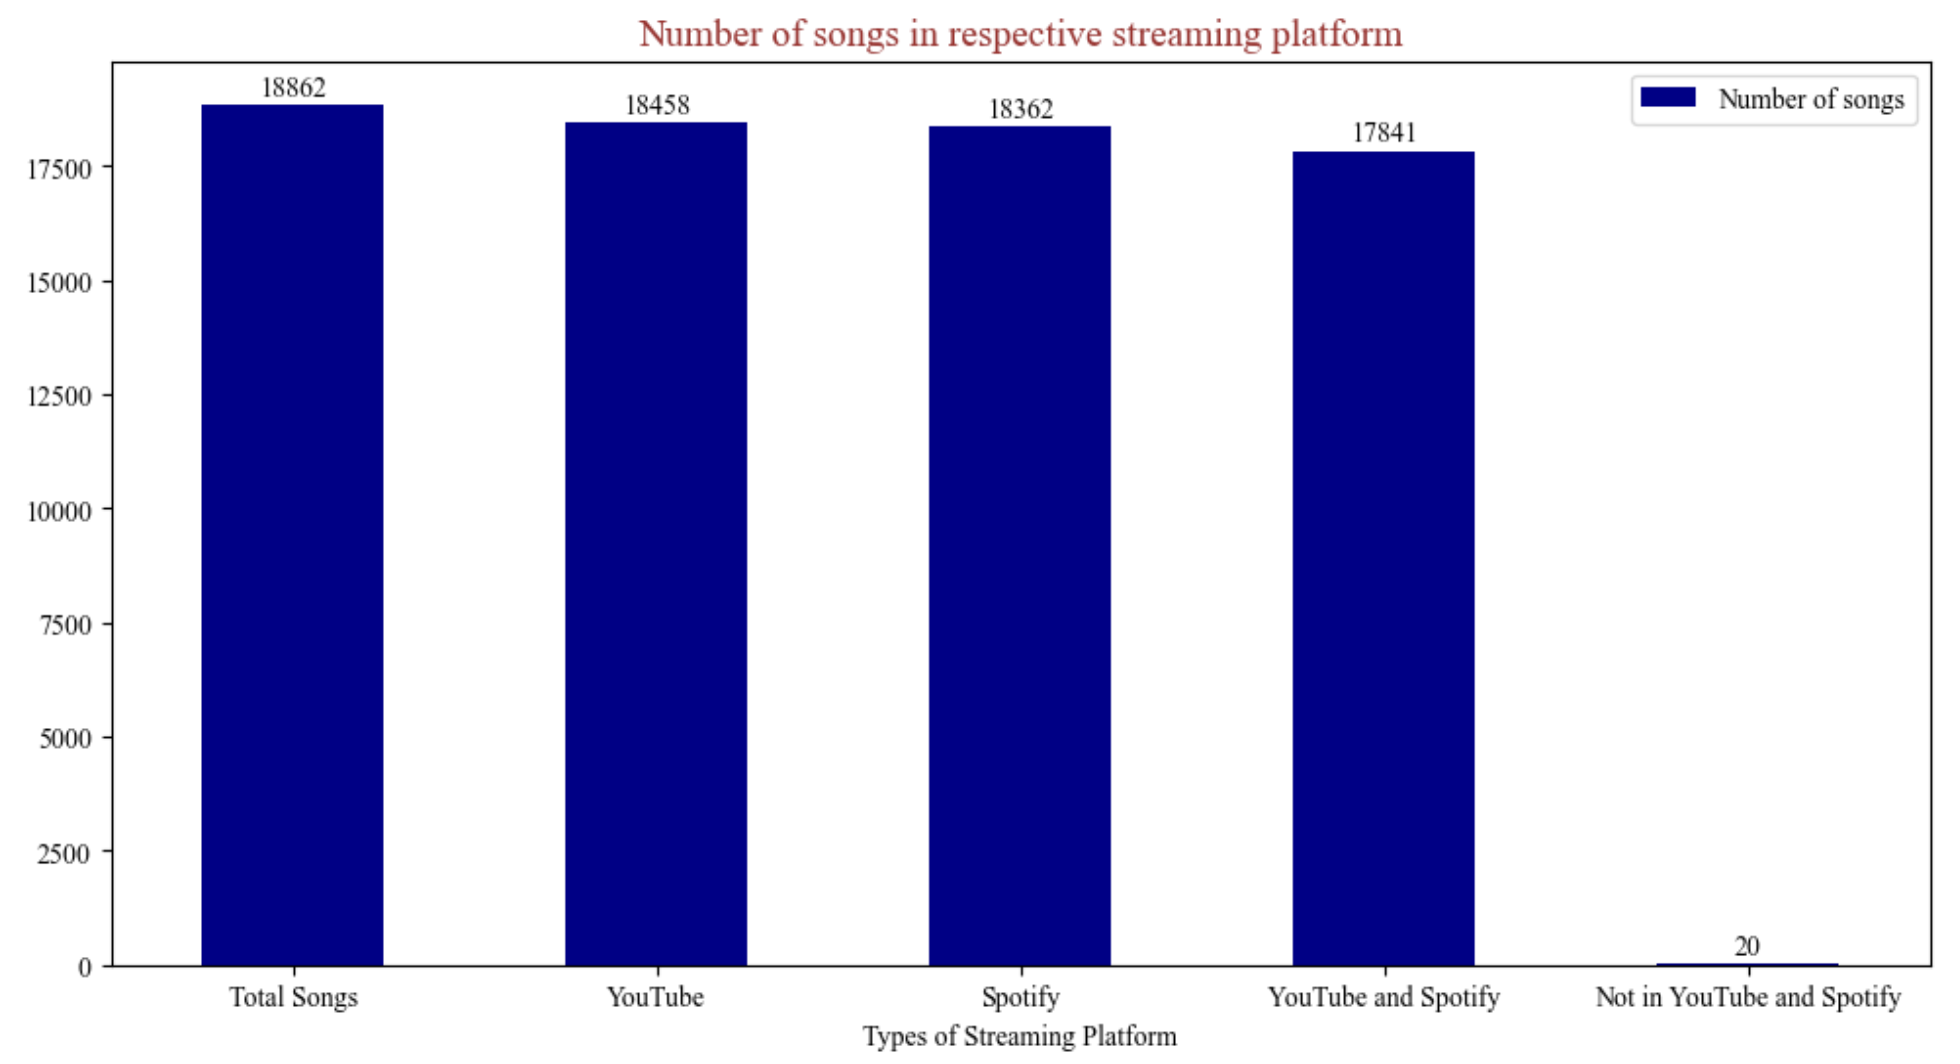 Number of songs in respective streaming platform
Number of songs
18862
18458
18362
17841
20
17500
15000
12500
10000
7500
5000
2500
0
Total Songs
YouTube
Spotify
YouTube and Spotify
Not in YouTube and Spotify
Types of Streaming Platform